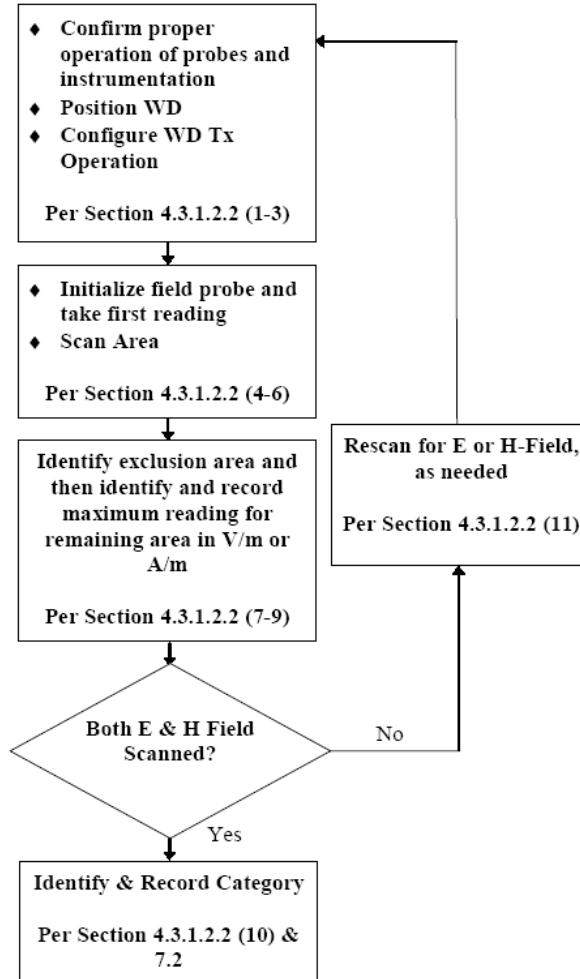 ♦ Confirm proper
operation of probes and
instrumentation
♦ Position WD
♦ Configure WD Tx
Operation
Per Section 4.3.1.2.2 (1-3)
♦ Initialize field probe and
take first reading
♦ Scan Area
Per Section 4.3.1.2.2 (4-6)
Identify exclusion area and
then identify and record
maximum reading for
remaining area in V/m or
A/m
Per Section 4.3.1.2.2 (7-9)
Rescan for E or H-Field,
as needed
Per Section 4.3.1.2.2 (11)
Both E & H Field
Scanned?
No
Yes
Identify & Record Category
Per Section 4.3.1.2.2 (10) &
7.2